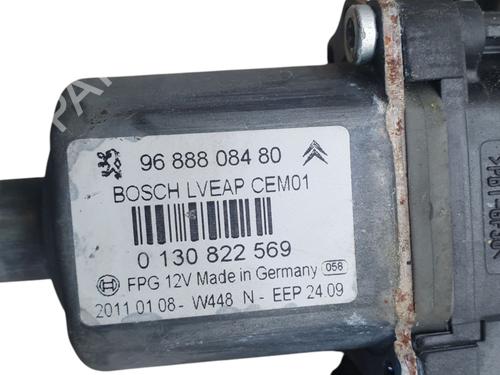 96 888 084 80
BOSCH LVEAP CEM01
0 130 822 569
FPG 12V Made in Germany 058
2011 01 08 - W448 N - EEP 24.09